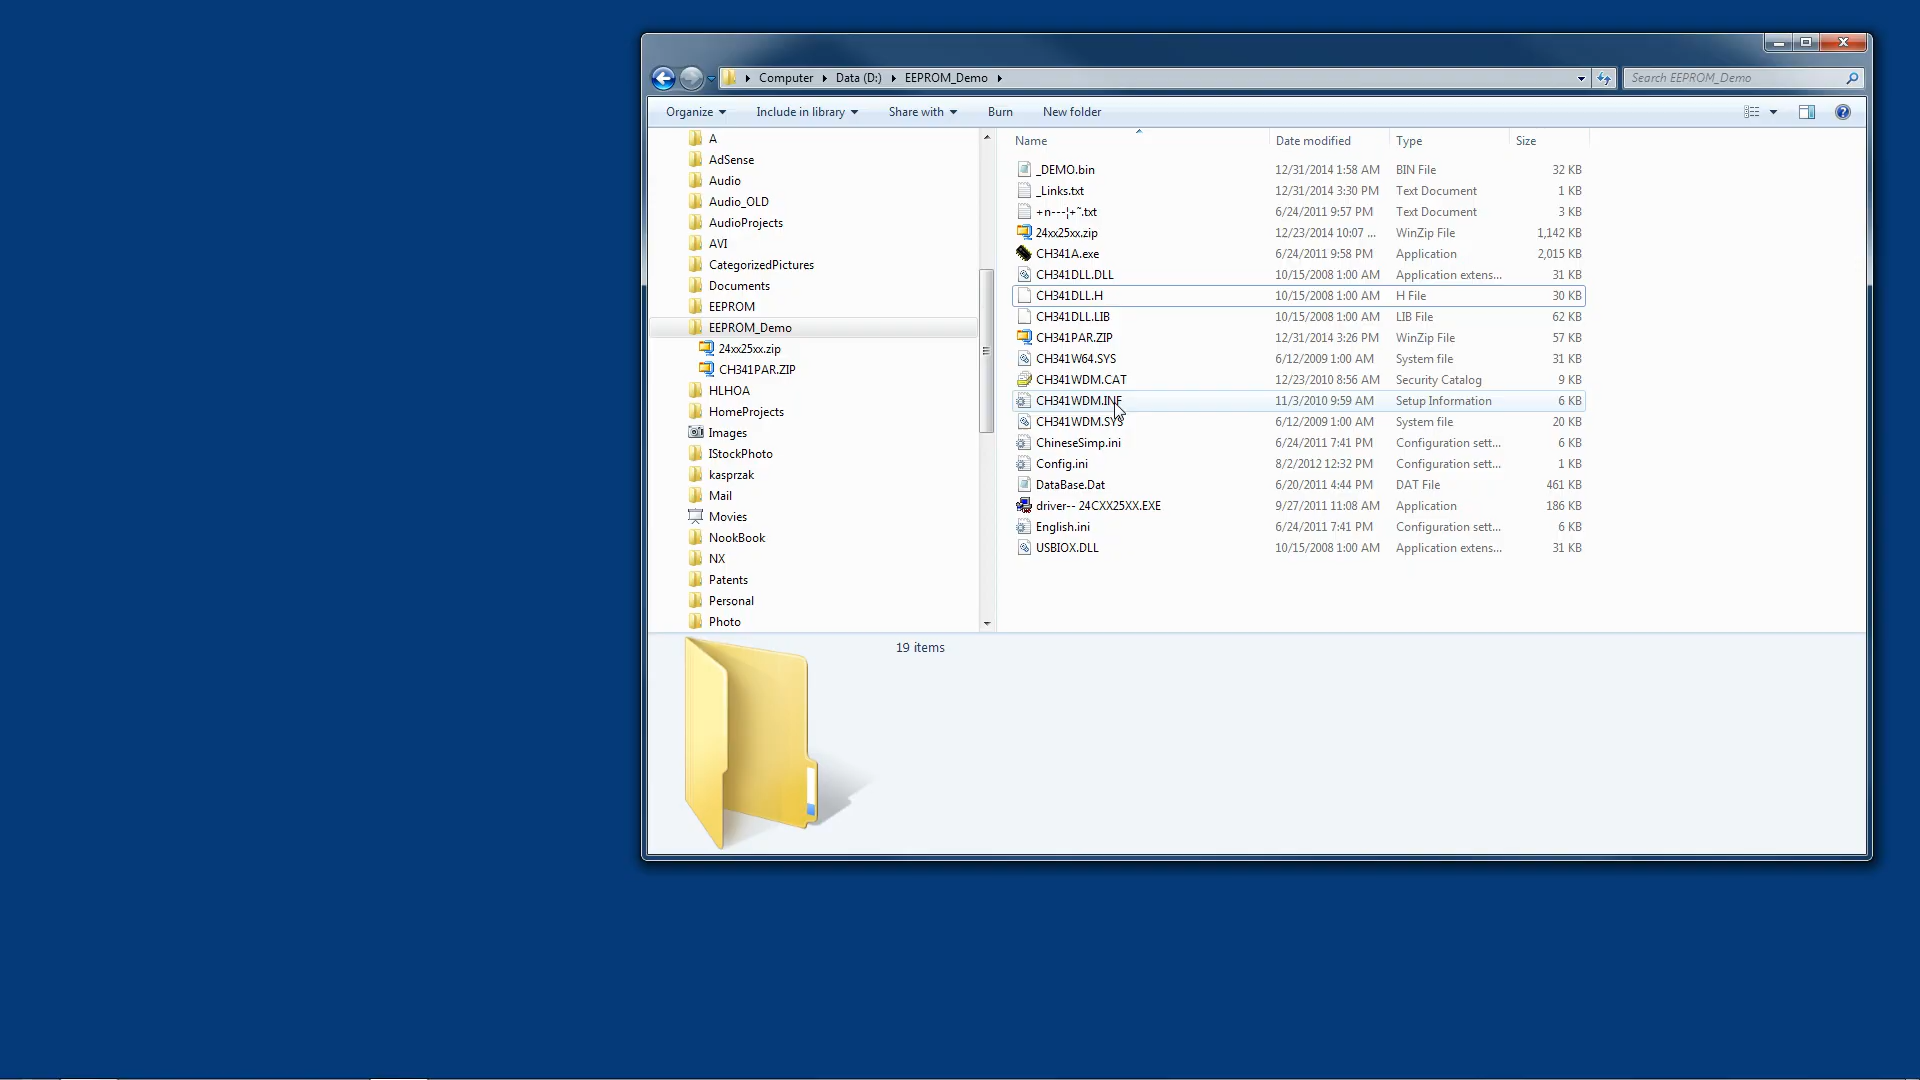 Computer Data (D:) EEPROM_Demo Search EEPROM_Demo
Organize Include in library Share with Burn New folder
A
AdSense
Audio
Audio_OLD
AudioProjects
AVI
CategorizedPictures
Documents
EEPROM
EEPROM_Demo
24xx25xx.zip
CH341PAR.ZIP
HLHOA
HomeProjects
Images
IStockPhoto
kasprzak
Mail
Movies
NookBook
NX
Patents
Personal
Photo
Name Date modified Type Size
_DEMO.bin 12/31/2014 1:58 AM BIN File 32 KB
_Links.txt 12/31/2014 3:30 PM Text Document 1 KB
+n---¦+˜.txt 6/24/2011 9:57 PM Text Document 3 KB
24xx25xx.zip 12/23/2014 10:07 ... WinZip File 1,142 KB
CH341A.exe 6/24/2011 9:58 PM Application 2,015 KB
CH341DLL.DLL 10/15/2008 1:00 AM Application extens... 31 KB
CH341DLL.H 10/15/2008 1:00 AM H File 30 KB
CH341DLL.LIB 10/15/2008 1:00 AM LIB File 62 KB
CH341PAR.ZIP 12/31/2014 3:26 PM WinZip File 57 KB
CH341W64.SYS 6/12/2009 1:00 AM System file 31 KB
CH341WDM.CAT 12/23/2010 8:56 AM Security Catalog 9 KB
CH341WDM.INF 11/3/2010 9:59 AM Setup Information 6 KB
CH341WDM.SYS 6/12/2009 1:00 AM System file 20 KB
ChineseSimp.ini 6/24/2011 7:41 PM Configuration sett... 6 KB
Config.ini 8/2/2012 12:32 PM Configuration sett... 1 KB
DataBase.Dat 6/20/2011 4:44 PM DAT File 461 KB
driver-- 24CXX25XX.EXE 9/27/2011 11:08 AM Application 186 KB
English.ini 6/24/2011 7:41 PM Configuration sett... 6 KB
USBIOX.DLL 10/15/2008 1:00 AM Application extens... 31 KB
19 items